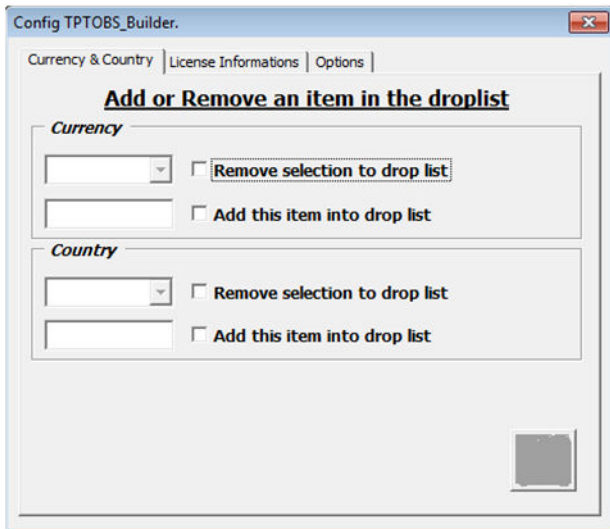 Config TPTOBS_Builder.
Currency & Country License Informations Options
Add or Remove an item in the droplist
Currency
Remove selection to drop list
Add this item into drop list
Country
Remove selection to drop list
Add this item into drop list